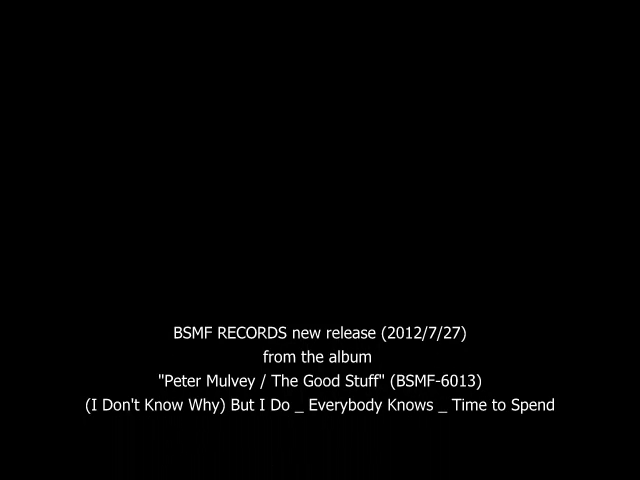 BSMF RECORDS new release (2012/7/27)
from the album
"Peter Mulvey / The Good Stuff" (BSMF-6013)
(I Don't Know Why) But I Do _ Everybody Knows _ Time to Spend